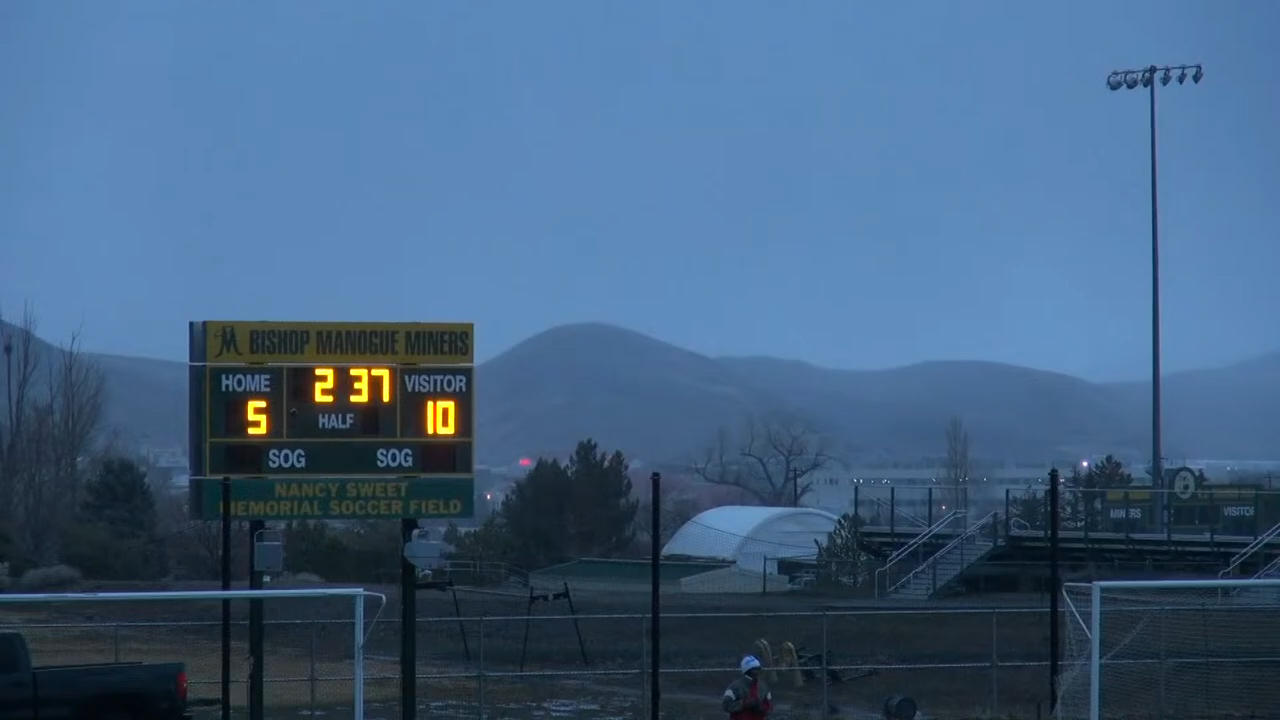 BISHOP MANOGUE MINERS
HOME 2 37 VISITOR
5 HALF 10
SOG SOG
NANCY SWEET
MEMORIAL SOCCER FIELD
MINERS VISITOR